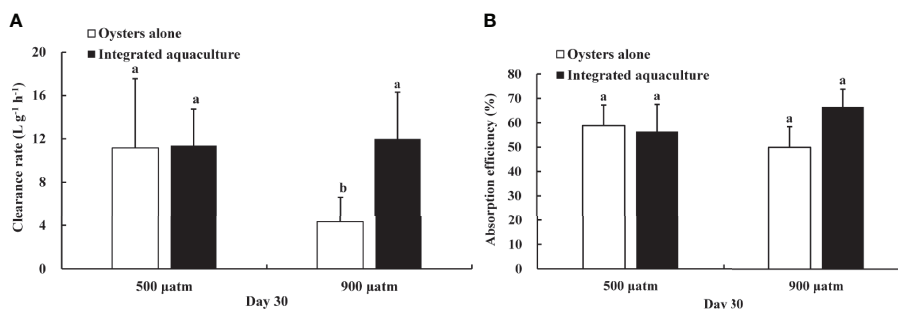 A
Oysters alone
Integrated aquaculture
20
16
12
8
4
0
Clearance rate (L g⁻¹ h⁻¹)
a
a
b
a
500 μatm
900 μatm
Day 30
B
Oysters alone
Integrated aquaculture
80
70
60
50
40
30
20
10
0
Absorption efficiency (%)
a
a
a
a
500 μatm
900 μatm
Day 30